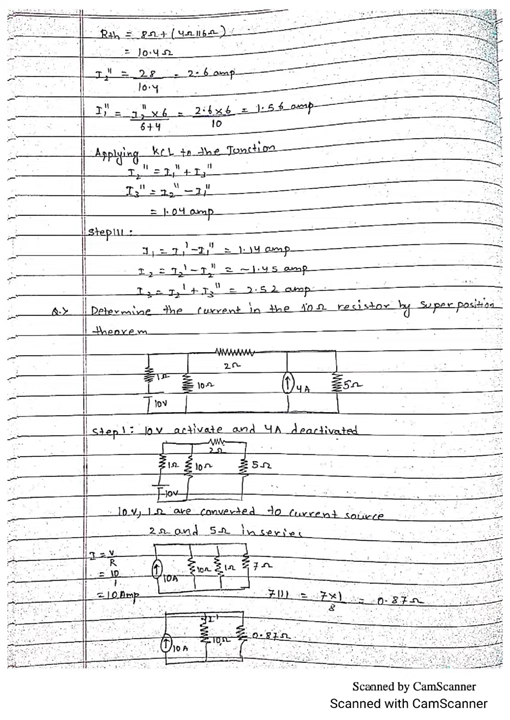 Rth = 8Ω + (4Ω॥6Ω)
= 10.4Ω
I₂" = 28/10.4 = 2.6 amp
I₁" = I₂" x 6/6+4 = 2.6 x 6/10 = 1.56 amp
Applying KCL to the Junction
I₂" = I₁" + I₃"
I₃" = I₂" - I₁"
= 1.04 amp
Step III :
I₁ = I₁' - I₁" = 1.14 amp
I₂ = I₂' - I₂" = -1.45 amp
I₃ = I₃' + I₃" = 2.52 amp
Q.> Determine the current in the 10Ω resistor by super position
theorem
2Ω
1Ω 10Ω 4A 5Ω
10V
Step I : 10V activate and 4A deactivated
2Ω
1Ω 10Ω 5Ω
10V
10V, 1Ω are converted to current source
2Ω and 5Ω in series
I = V/R
= 10/1
= 10 Amp
10A 10Ω 1Ω 7Ω
7॥1 = 7x1/8 = 0.87Ω
I'
10A 10Ω 0.87Ω
Scanned by CamScanner
Scanned with CamScanner